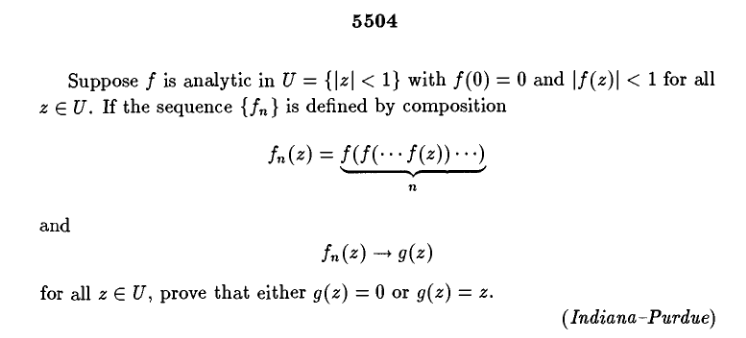 5504
Suppose f is analytic in U = {|z| < 1} with f(0) = 0 and |f(z)| < 1 for all
z ∈ U. If the sequence {fₙ} is defined by composition
fₙ(z) = f(f(⋯f(z))⋯)
n
and
fₙ(z) → g(z)
for all z ∈ U, prove that either g(z) = 0 or g(z) = z.
(Indiana–Purdue)